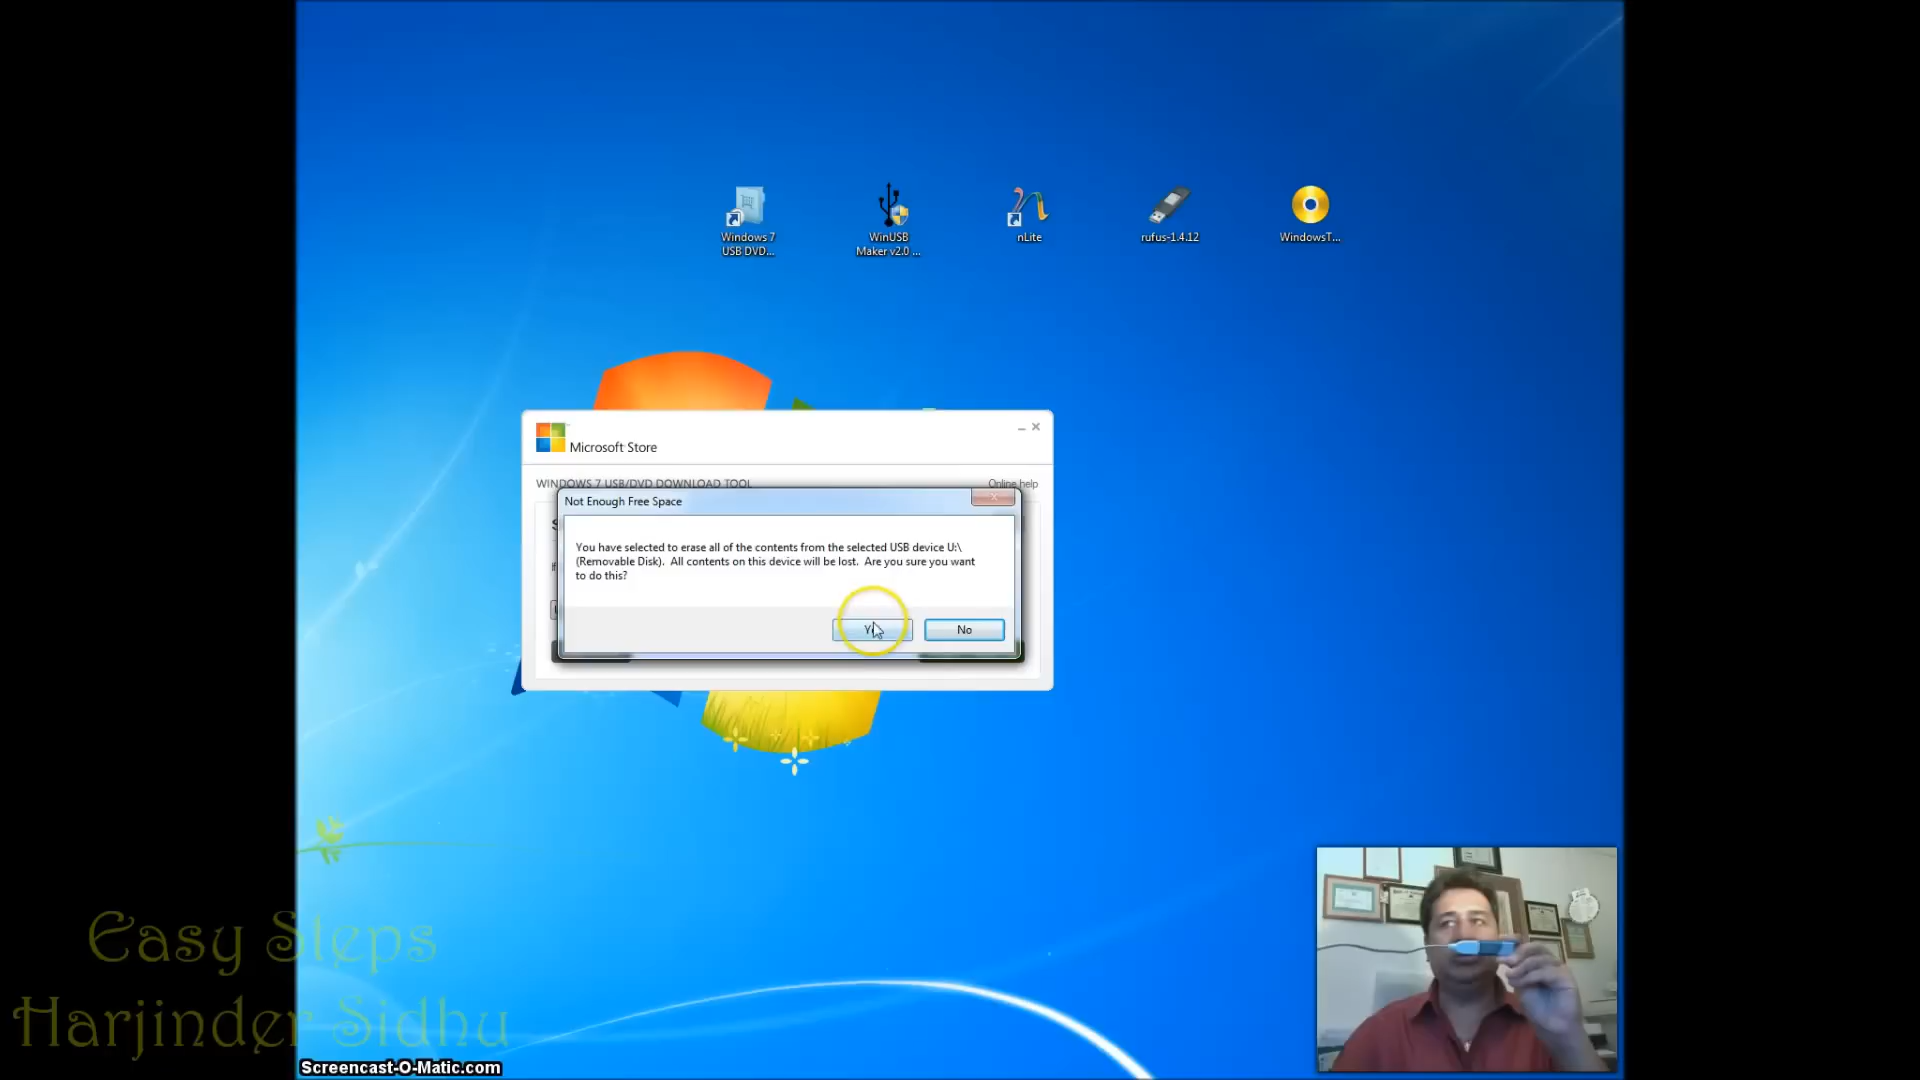 Windows 7
USB DVD...
WinUSB
Maker v2.0 ...
nLite
rufus-1.4.12
WindowsT...
Microsoft Store
WINDOWS 7 USB/DVD DOWNLOAD TOOL
Online help
Not Enough Free Space
You have selected to erase all of the contents from the selected USB device U:\
(Removable Disk). All contents on this device will be lost. Are you sure you want
to do this?
No
Easy Steps
Harjinder Sidhu
Screencast-O-Matic.com